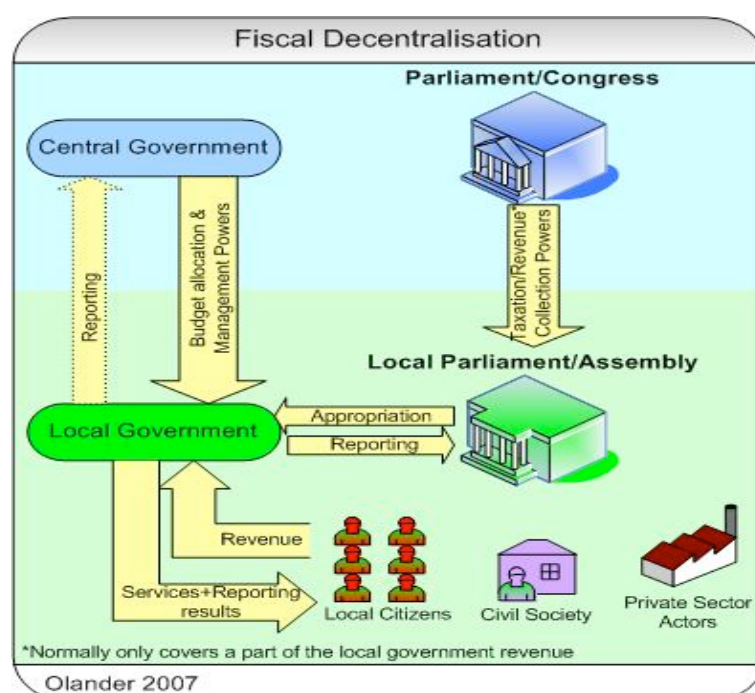 Fiscal Decentralisation
Parliament/Congress
Central Government
Reporting
Budget allocation &
Management Powers
Taxation/Revenue*
Collection Powers
Local Parliament/Assembly
Local Government
Appropriation
Reporting
Revenue
Services+Reporting
results
Local Citizens
Civil Society
Private Sector
Actors
*Normally only covers a part of the local government revenue
Olander 2007